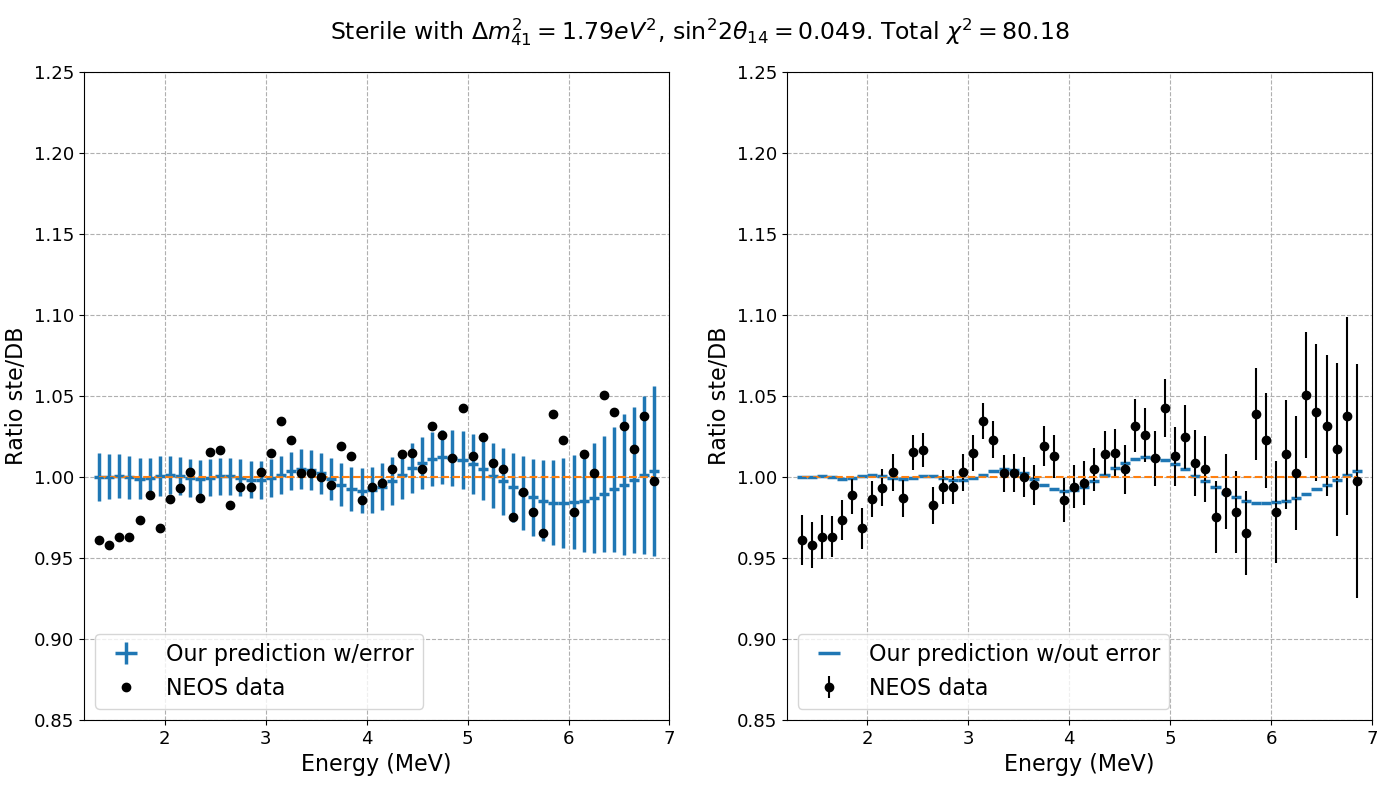 Sterile with Δm²₄₁ = 1.79eV², sin²2θ₁₄ = 0.049. Total χ² = 80.18
Ratio ste/DB
1.25
1.20
1.15
1.10
1.05
1.00
0.95
0.90
0.85
Our prediction w/error
NEOS data
2 3 4 5 6 7
Energy (MeV)
Ratio ste/DB
1.25
1.20
1.15
1.10
1.05
1.00
0.95
0.90
0.85
Our prediction w/out error
NEOS data
2 3 4 5 6 7
Energy (MeV)